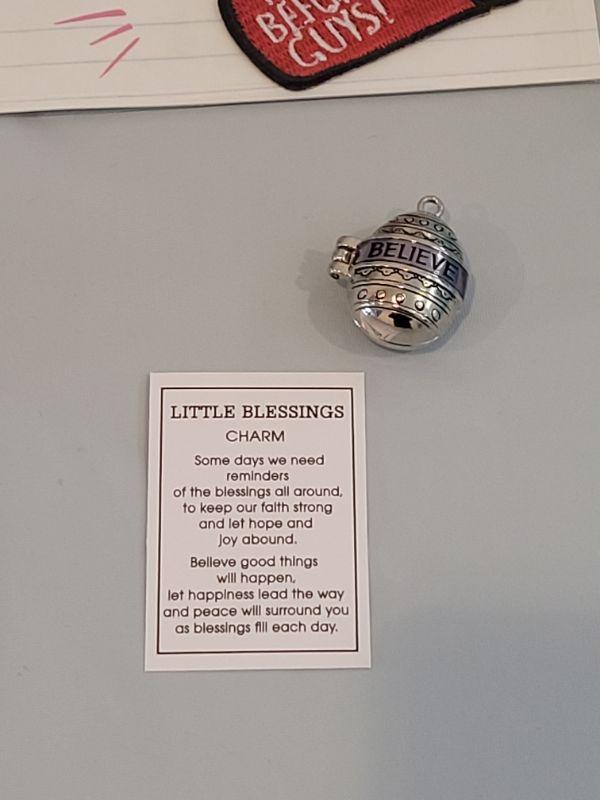 GUYS!
BELIEVE
LITTLE BLESSINGS
CHARM
Some days we need
reminders
of the blessings all around,
to keep our faith strong
and let hope and
joy abound.
Believe good things
will happen,
let happiness lead the way
and peace will surround you
as blessings fill each day.